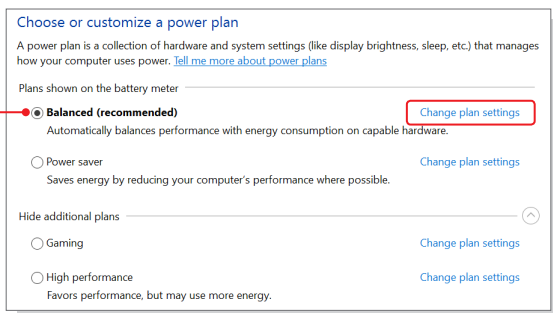 Choose or customize a power plan
A power plan is a collection of hardware and system settings (like display brightness, sleep, etc.) that manages
how your computer uses power. Tell me more about power plans
Plans shown on the battery meter
Balanced (recommended) Change plan settings
Automatically balances performance with energy consumption on capable hardware.
Power saver Change plan settings
Saves energy by reducing your computer's performance where possible.
Hide additional plans
Gaming Change plan settings
High performance Change plan settings
Favors performance, but may use more energy.